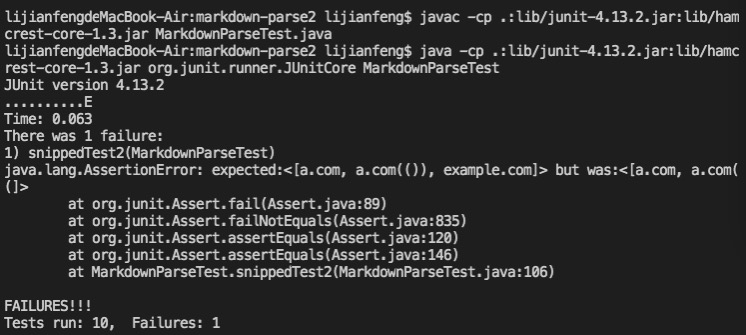 lijianfengdeMacBook-Air:markdown-parse2 lijianfeng$ javac -cp .:lib/junit-4.13.2.jar:lib/ham
crest-core-1.3.jar MarkdownParseTest.java
lijianfengdeMacBook-Air:markdown-parse2 lijianfeng$ java -cp .:lib/junit-4.13.2.jar:lib/hamc
rest-core-1.3.jar org.junit.runner.JUnitCore MarkdownParseTest
JUnit version 4.13.2
..........E
Time: 0.063
There was 1 failure:
1) snippedTest2(MarkdownParseTest)
java.lang.AssertionError: expected:<[a.com, a.com(()), example.com]> but was:<[a.com, a.com(
(]>
        at org.junit.Assert.fail(Assert.java:89)
        at org.junit.Assert.failNotEquals(Assert.java:835)
        at org.junit.Assert.assertEquals(Assert.java:120)
        at org.junit.Assert.assertEquals(Assert.java:146)
        at MarkdownParseTest.snippedTest2(MarkdownParseTest.java:106)

FAILURES!!!
Tests run: 10,  Failures: 1